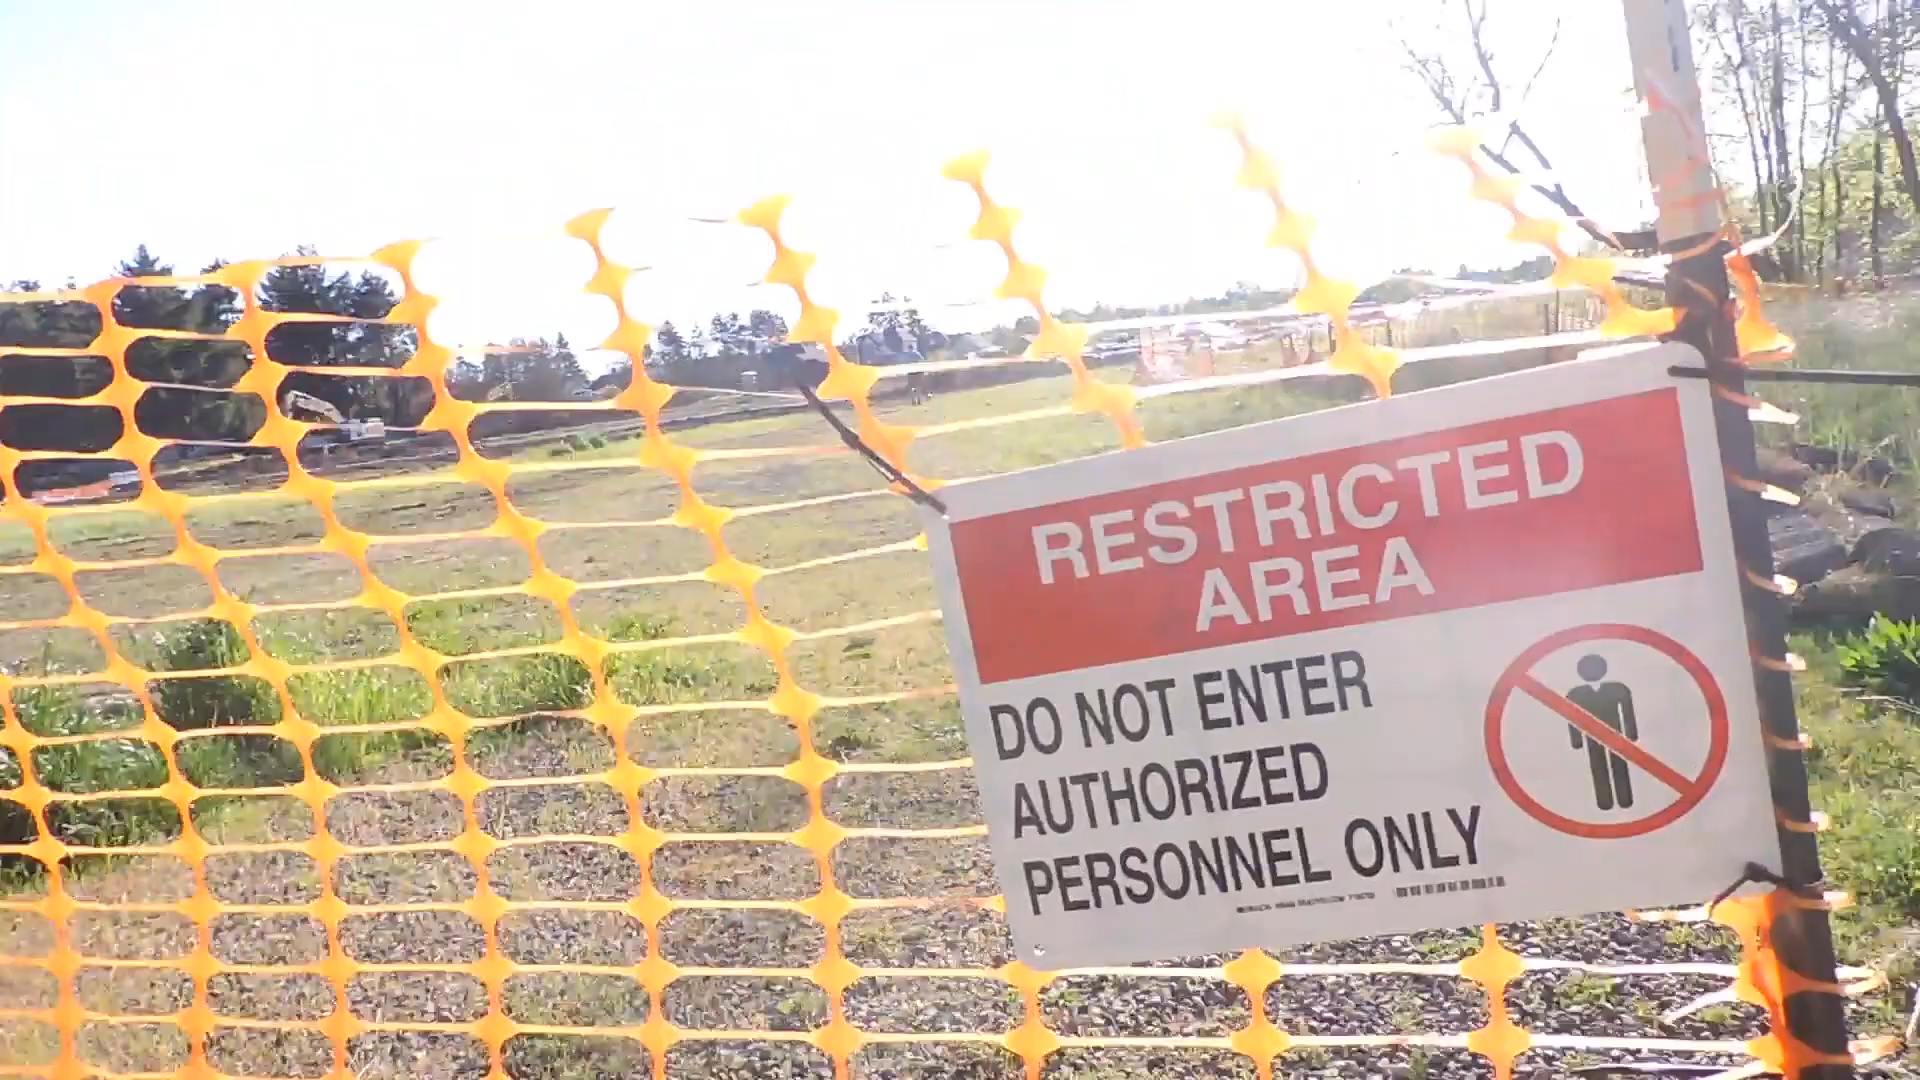 RESTRICTED
AREA
DO NOT ENTER
AUTHORIZED
PERSONNEL ONLY